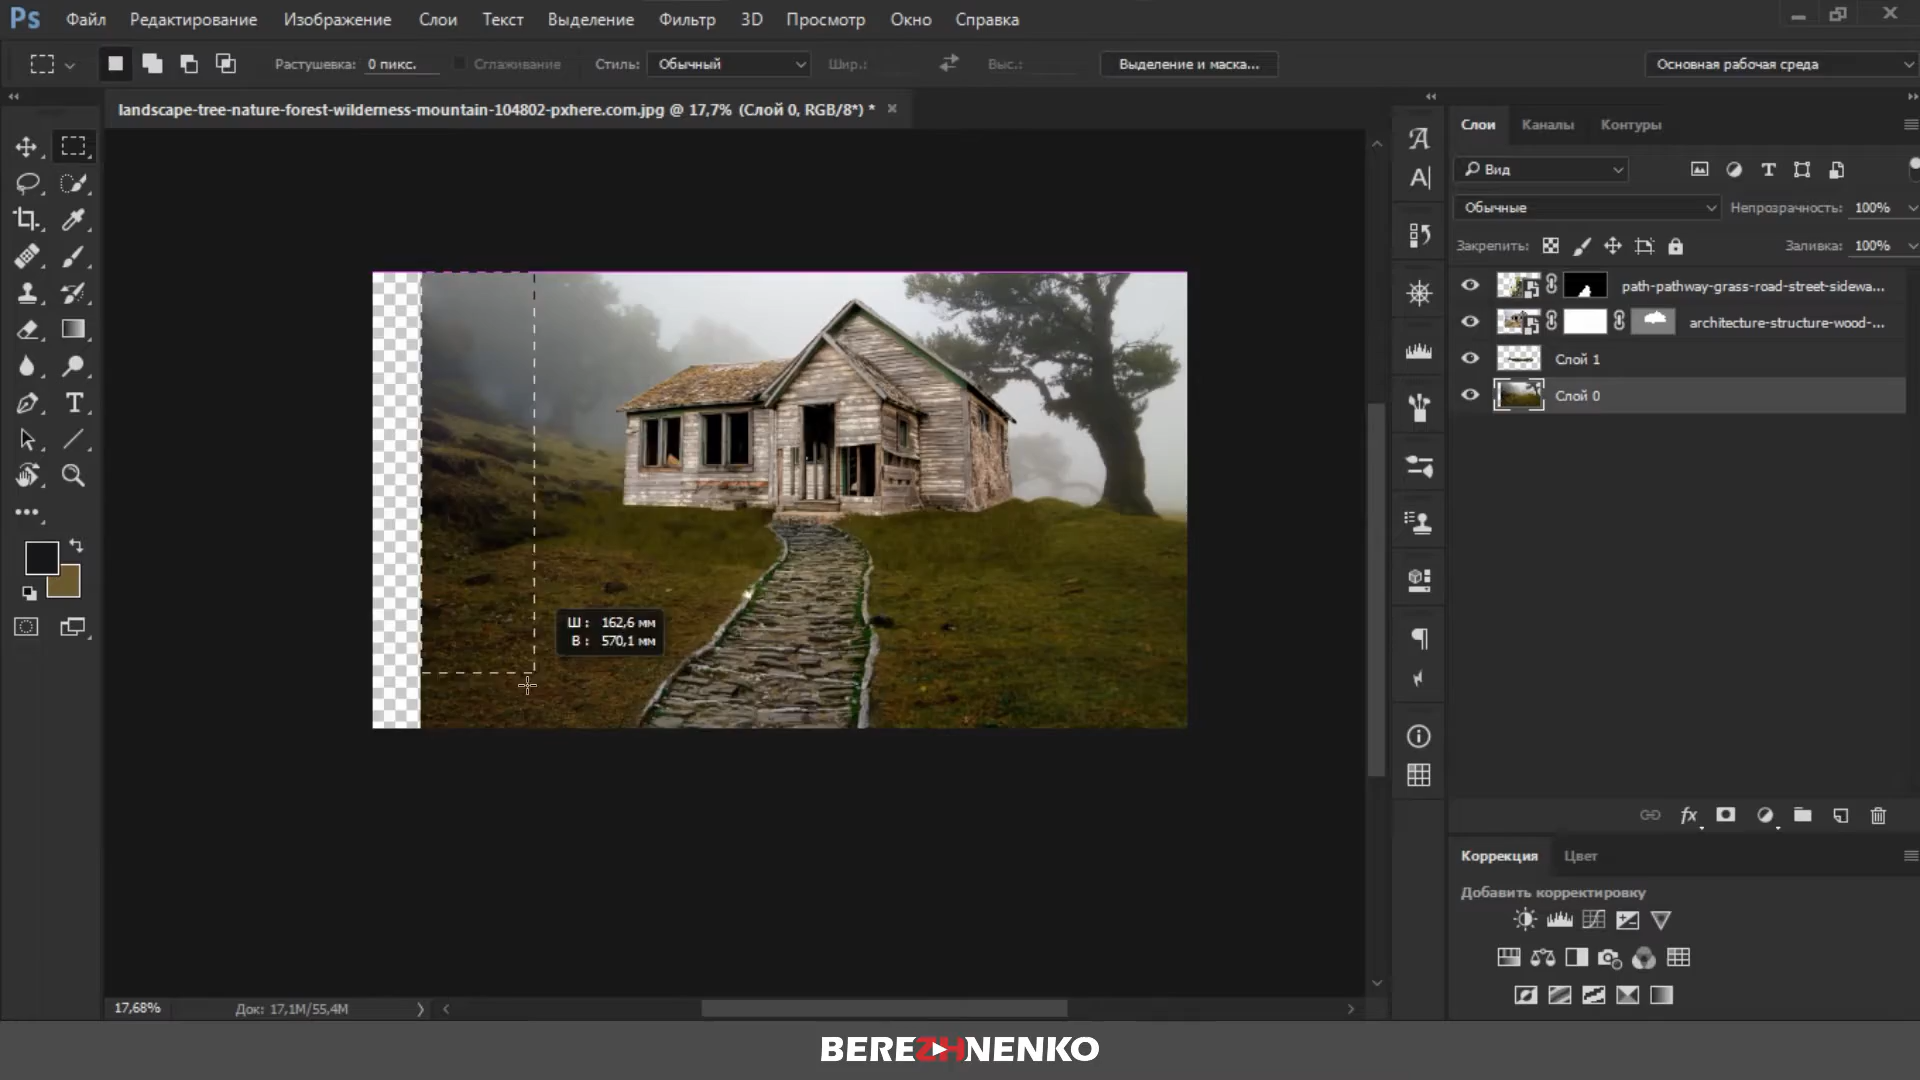 Ps Файл Редактирование Изображение Слои Текст Выделение Фильтр 3D Просмотр Окно Справка
Растушевка: 0 пикс. Сглаживание Стиль: Обычный Шир.: Выс.: Выделение и маска... Основная рабочая среда
landscape-tree-nature-forest-wilderness-mountain-104802-pxhere.com.jpg @ 17,7% (Слой 0, RGB/8*) *
Слои Каналы Контуры
Вид
Обычные Непрозрачность: 100%
Закрепить: Заливка: 100%
path-pathway-grass-road-street-sidewa...
architecture-structure-wood-...
Слой 1
Слой 0
Ш : 162,6 мм
В : 570,1 мм
Коррекция Цвет
Добавить корректировку
17,68% Док: 17,1M/55,4M
BEREZHNENKO